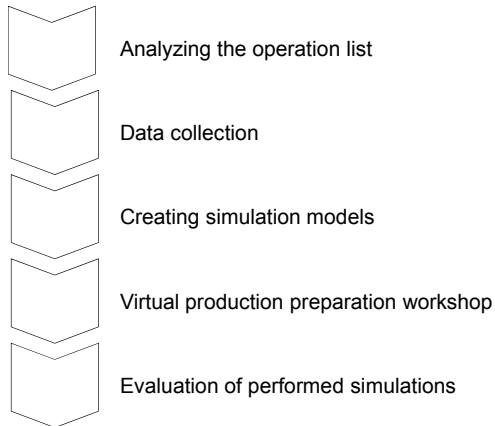 Analyzing the operation list
Data collection
Creating simulation models
Virtual production preparation workshop
Evaluation of performed simulations